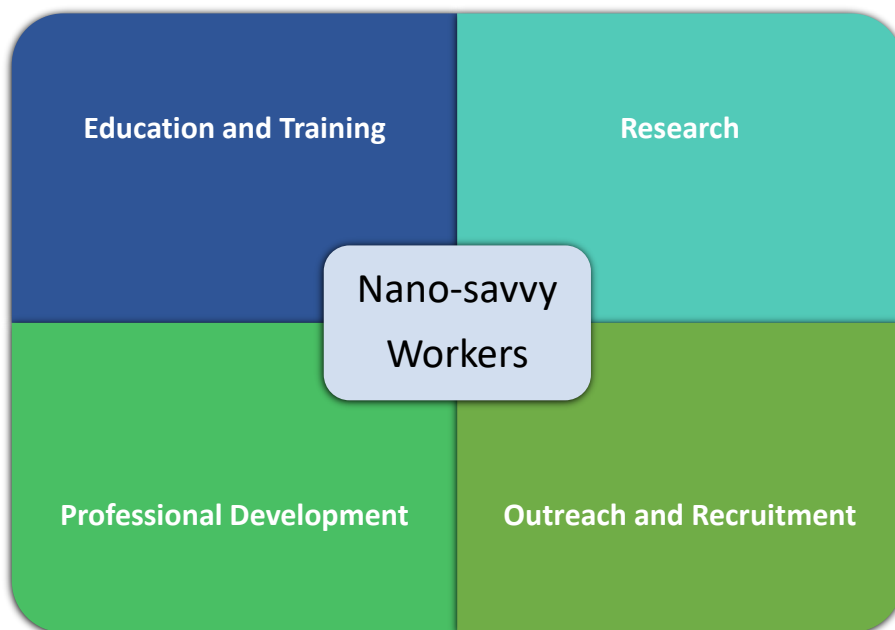 Education and Training
Research
Nano-savvy
Workers
Professional Development
Outreach and Recruitment